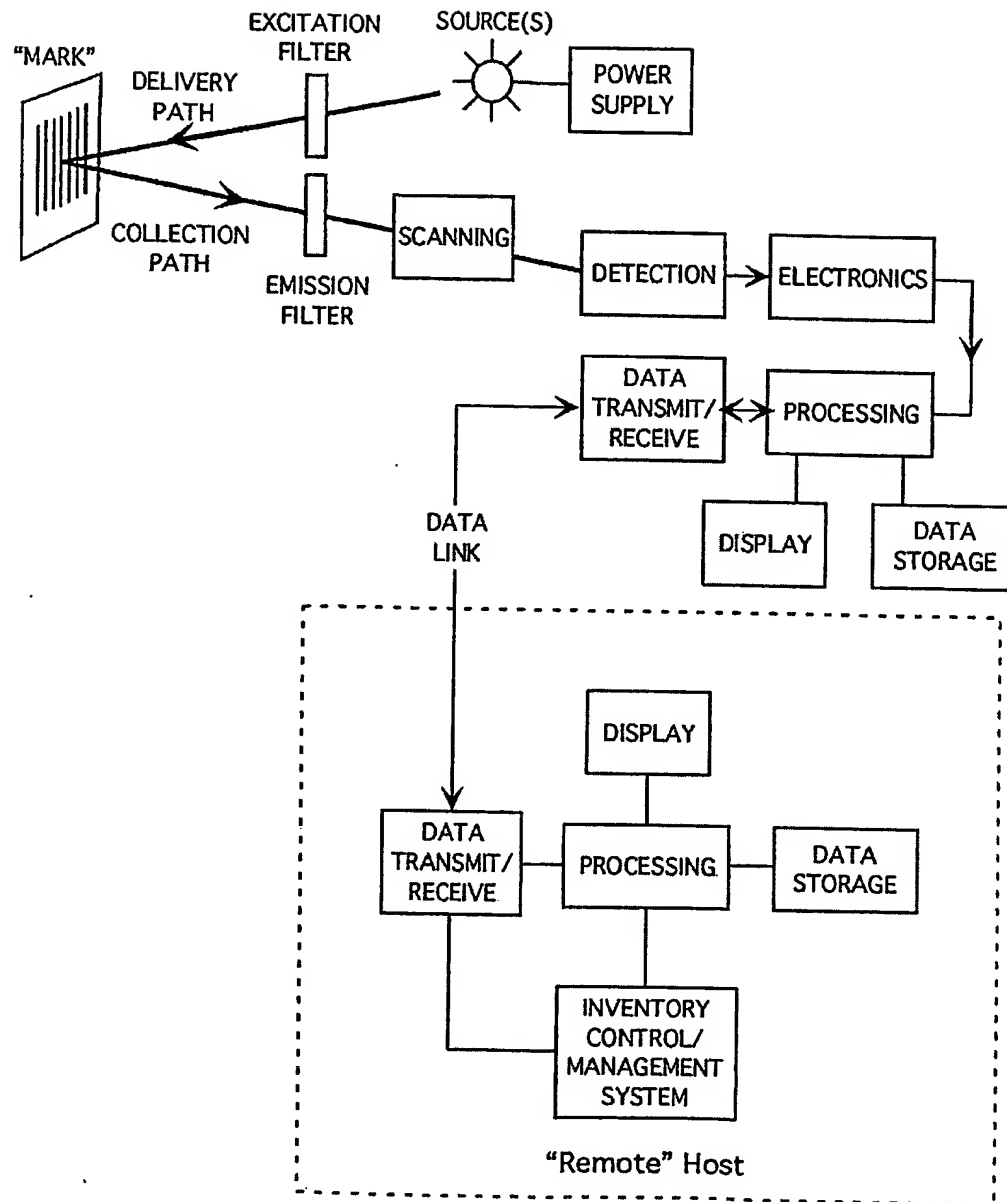 "MARK"
EXCITATION
FILTER
SOURCE(S)
POWER
SUPPLY
DELIVERY
PATH
COLLECTION
PATH
EMISSION
FILTER
SCANNING
DETECTION
ELECTRONICS
DATA
TRANSMIT/
RECEIVE
PROCESSING
DISPLAY
DATA
STORAGE
DATA
LINK
DISPLAY
DATA
TRANSMIT/
RECEIVE
PROCESSING
DATA
STORAGE
INVENTORY
CONTROL/
MANAGEMENT
SYSTEM
"Remote" Host